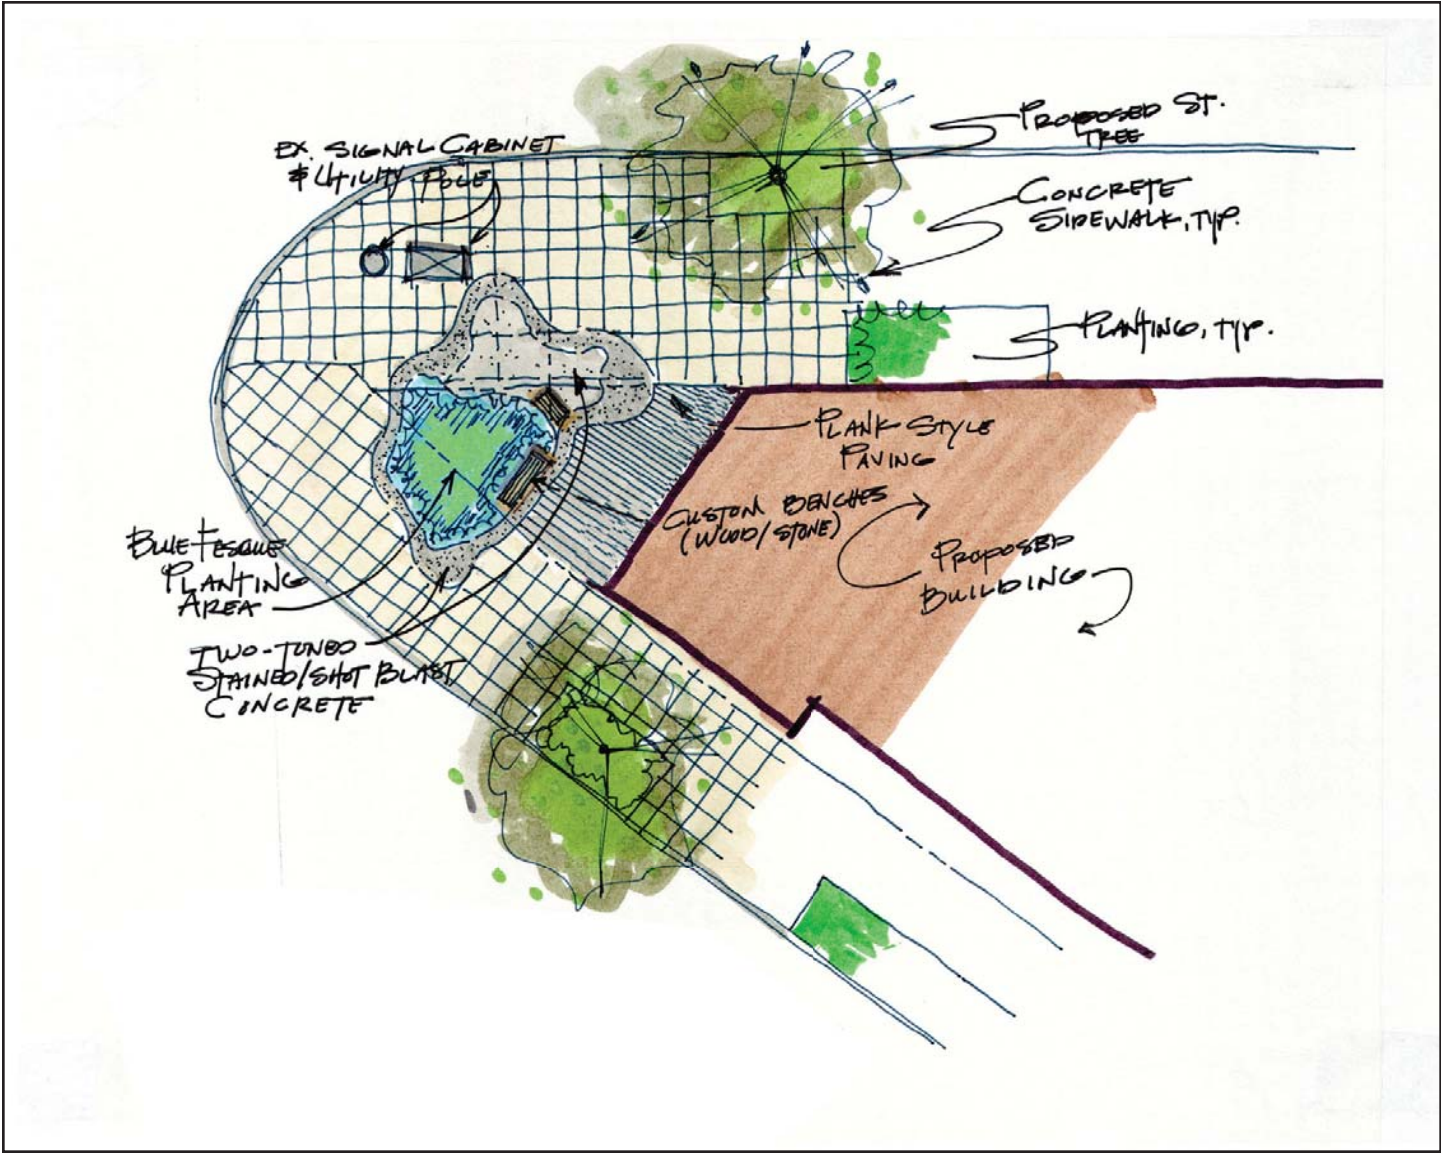 EX. SIGNAL CABINET
& UTILITY POLE
PROPOSED ST.
TREE
CONCRETE
SIDEWALK, TYP.
PLANTING, TYP.
PLANK STYLE
PAVING
CUSTOM BENCHES
(WOOD/STONE)
PROPOSED
BUILDING
BLUE FESCUE
PLANTING
AREA
TWO-TONED
STAINED/SHOT BLAST
CONCRETE